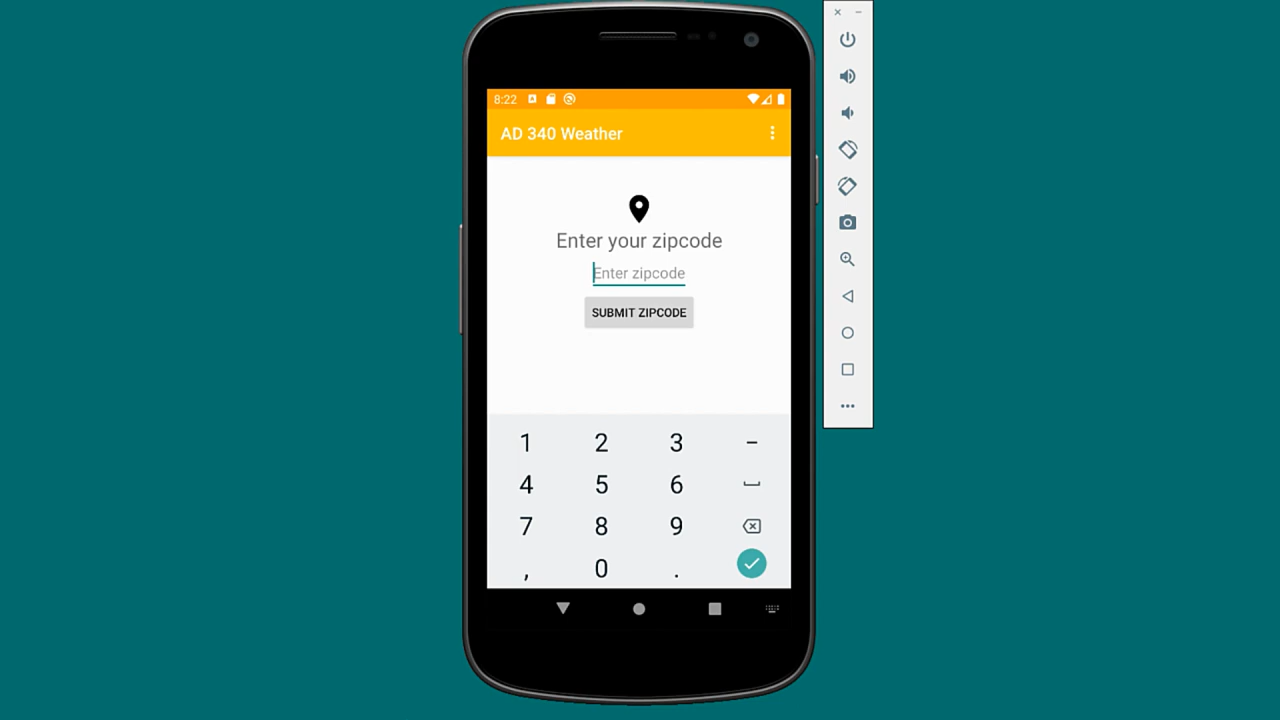 8:22
AD 340 Weather
Enter your zipcode
Enter zipcode
SUBMIT ZIPCODE
1 2 3 -
4 5 6
7 8 9
, 0 .